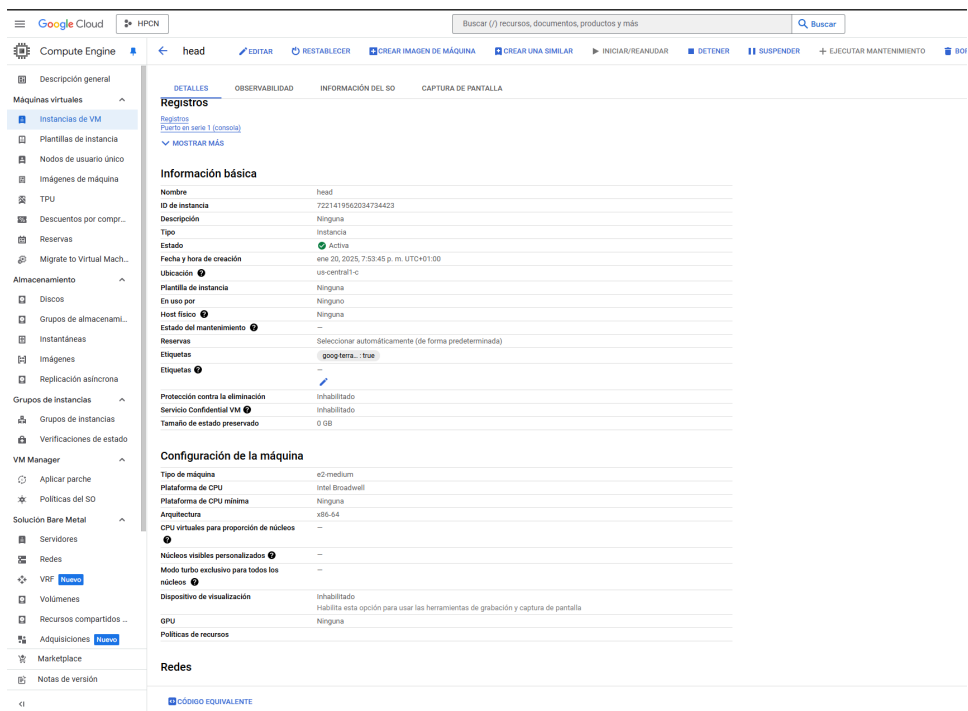 Google Cloud
HPCN
Buscar (/) recursos, documentos, productos y más
Buscar
Compute Engine
head
EDITAR
RESTABLECER
CREAR IMAGEN DE MÁQUINA
CREAR UNA SIMILAR
INICIAR/REANUDAR
DETENER
SUSPENDER
EJECUTAR MANTENIMIENTO
BOR
Descripción general
Máquinas virtuales
Instancias de VM
Plantillas de instancia
Nodos de usuario único
Imágenes de máquina
TPU
Descuentos por compr...
Reservas
Migrate to Virtual Mach...
Almacenamiento
Discos
Grupos de almacenami...
Instantáneas
Imágenes
Replicación asíncrona
Grupos de instancias
Grupos de instancias
Verificaciones de estado
VM Manager
Aplicar parche
Políticas del SO
Solución Bare Metal
Servidores
Redes
VRF Nuevo
Volúmenes
Recursos compartidos ...
Adquisiciones Nuevo
Marketplace
Notas de versión
DETALLES
OBSERVABILIDAD
INFORMACIÓN DEL SO
CAPTURA DE PANTALLA
Registros
Registros
Puerto en serie 1 (consola)
MOSTRAR MÁS
Información básica
Nombre head
ID de instancia 7221419562034734423
Descripción Ninguna
Tipo Instancia
Estado Activa
Fecha y hora de creación ene 20, 2025, 7:53:45 p. m. UTC+01:00
Ubicación us-central1-c
Plantilla de instancia Ninguna
En uso por Ninguno
Host físico Ninguna
Estado del mantenimiento —
Reservas Seleccionar automáticamente (de forma predeterminada)
Etiquetas goog-terra... : true
Etiquetas —
Protección contra la eliminación Inhabilitado
Servicio Confidential VM Inhabilitado
Tamaño de estado preservado 0 GB
Configuración de la máquina
Tipo de máquina e2-medium
Plataforma de CPU Intel Broadwell
Plataforma de CPU mínima Ninguna
Arquitectura x86-64
CPU virtuales para proporción de núcleos —
Núcleos visibles personalizados —
Modo turbo exclusivo para todos los —
núcleos
Dispositivo de visualización Inhabilitado
Habilita esta opción para usar las herramientas de grabación y captura de pantalla
GPU Ninguna
Políticas de recursos
Redes
CÓDIGO EQUIVALENTE